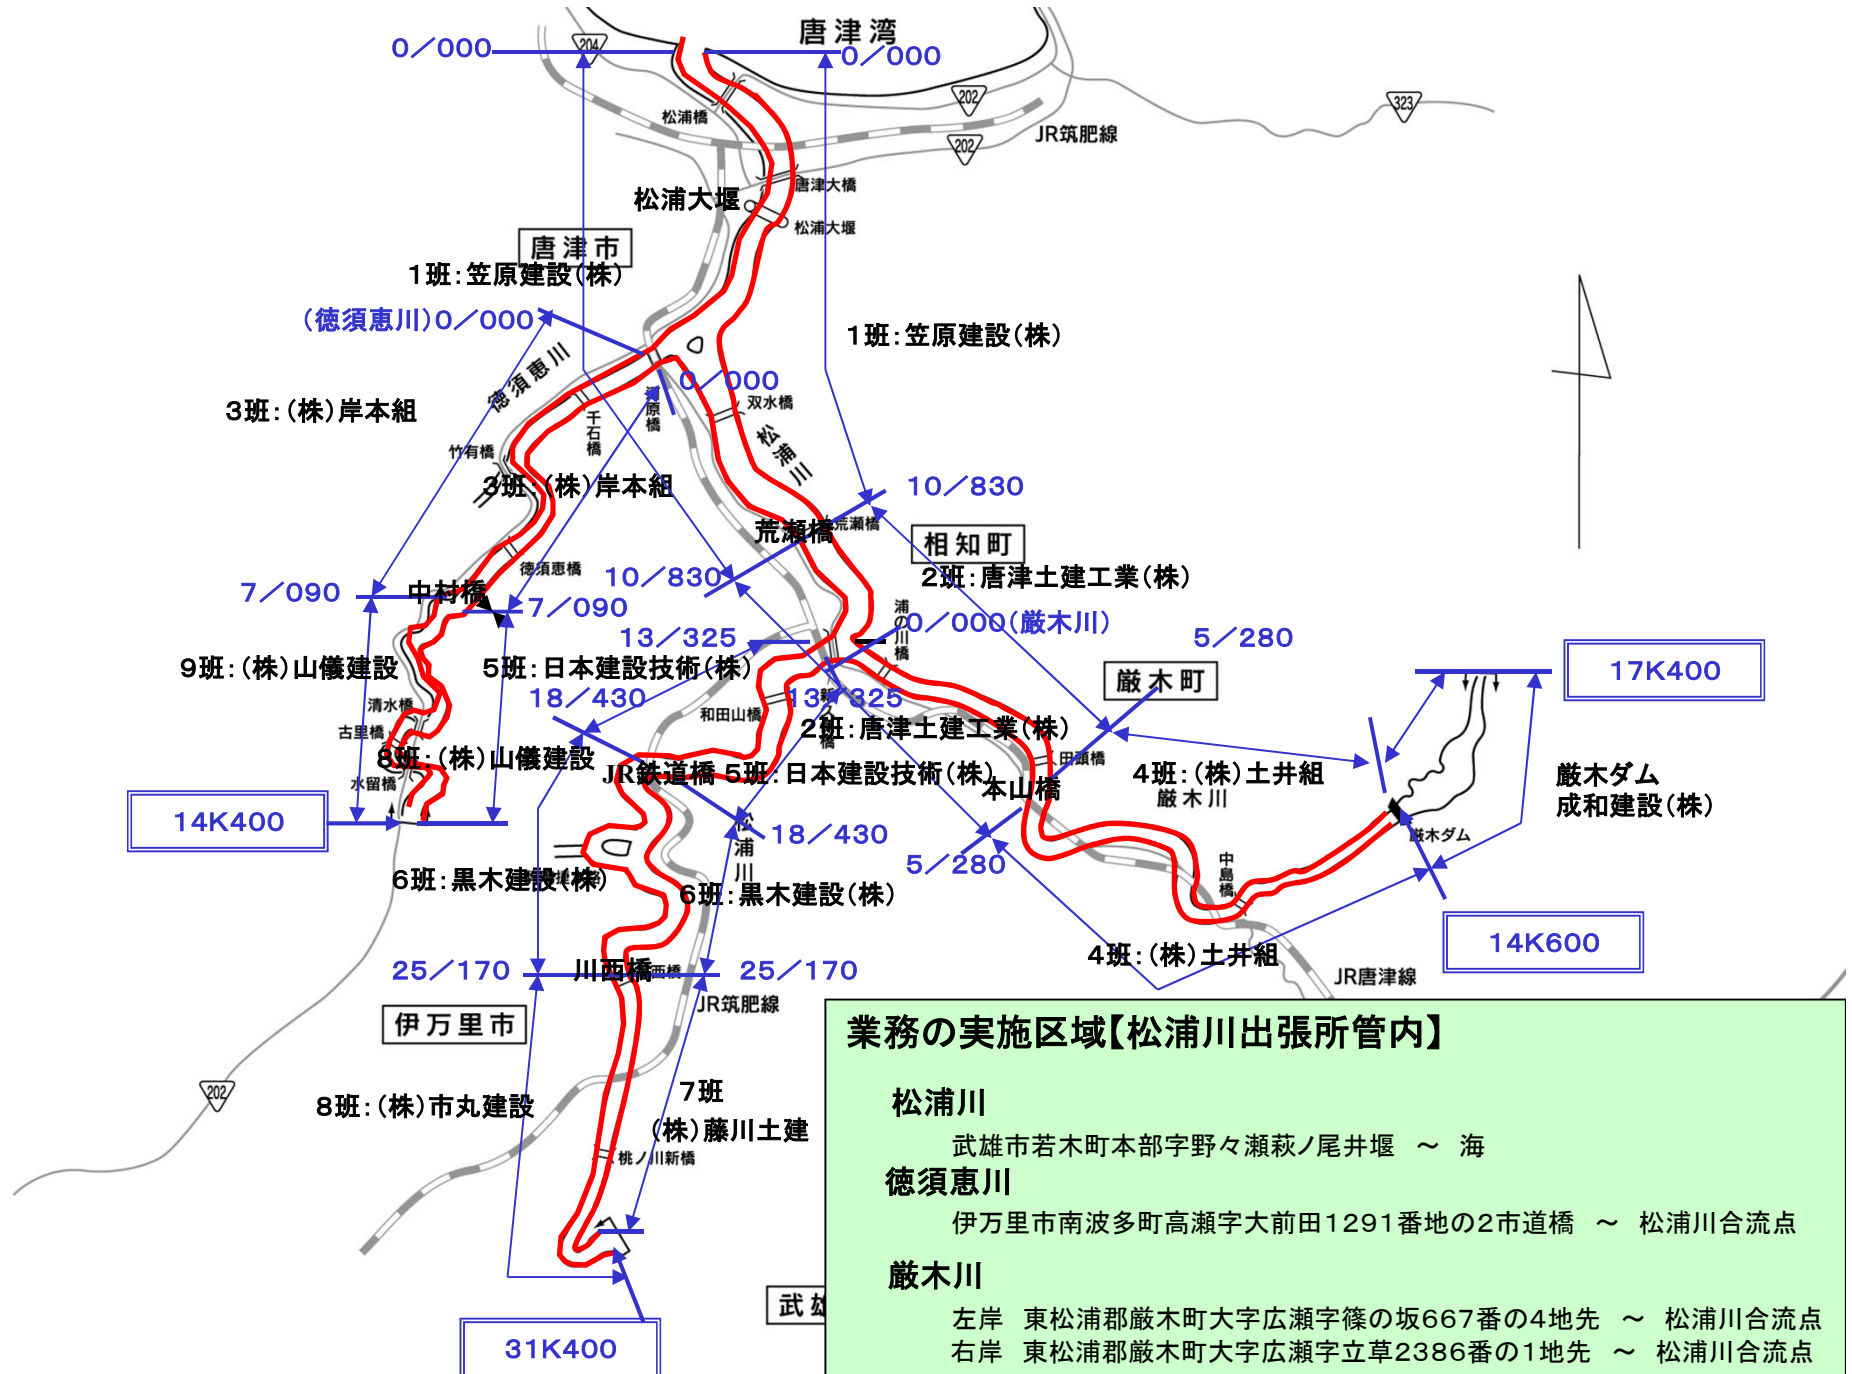 唐津湾
0／000
204
0／000
202
323
松浦橋
JR筑肥線
202
唐津大橋
松浦大堰
松浦大堰
唐津市
1班：笠原建設（株）
（徳須恵川）0／000
1班：笠原建設（株）
徳須恵川
0／000
河原橋
双水橋
3班：（株）岸本組
千石橋
松浦川
竹有橋
3班：（株）岸本組
10／830
荒瀬橋
荒瀬橋
相知町
徳須恵橋
10／830
2班：唐津土建工業（株）
7／090
中村橋
7／090
浦の川橋
0／000（厳木川）
13／325
5／280
9班：（株）山儀建設
5班：日本建設技術（株）
17K400
厳木町
18／430
13／325
清水橋
和田山橋
古里橋
2班：唐津土建工業（株）
8班：（株）山儀建設
JR鉄道橋
5班：日本建設技術（株）
田頭橋
水留橋
本山橋
4班：（株）土井組
厳木川
厳木ダム
成和建設（株）
14K400
松浦川
18／430
厳木ダム
5／280
中島橋
6班：黒木建設（株）
6班：黒木建設（株）
14K600
4班：（株）土井組
25／170
川西橋
西橋
25／170
JR唐津線
JR筑肥線
伊万里市
202
8班：（株）市丸建設
7班
（株）藤川土建
桃ノ川新橋
武雄
31K400
業務の実施区域【松浦川出張所管内】
松浦川
武雄市若木町本部字野々瀬萩ノ尾井堰　～　海
徳須恵川
伊万里市南波多町高瀬字大前田1291番地の2市道橋　～　松浦川合流点
厳木川
左岸　東松浦郡厳木町大字広瀬字篠の坂667番の4地先　～　松浦川合流点
右岸　東松浦郡厳木町大字広瀬字立草2386番の1地先　～　松浦川合流点